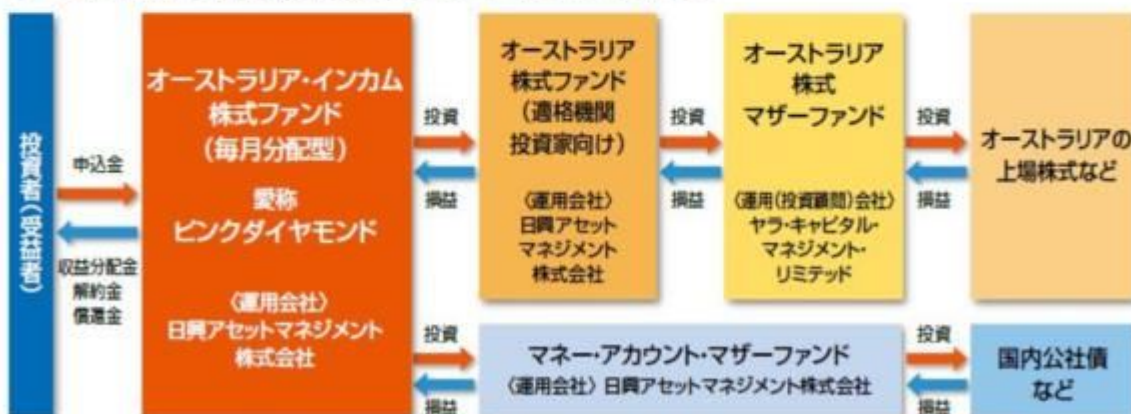 投資者(受益者)
申込金
収益分配金
解約金
償還金
オーストラリア・インカム
株式ファンド
(毎月分配型)
愛称
ピンクダイヤモンド
〈運用会社〉
日興アセットマネジメント
株式会社
投資
損益
オーストラリア
株式ファンド
(適格機関
投資家向け)
〈運用会社〉
日興アセット
マネジメント
株式会社
投資
損益
オーストラリア
株式
マザーファンド
〈運用(投資顧問)会社〉
ヤラ・キャピタル・
マネジメント・
リミテッド
投資
損益
オーストラリアの
上場株式など
投資
損益
マネー・アカウント・マザーファンド
〈運用会社〉日興アセットマネジメント株式会社
投資
損益
国内公社債
など